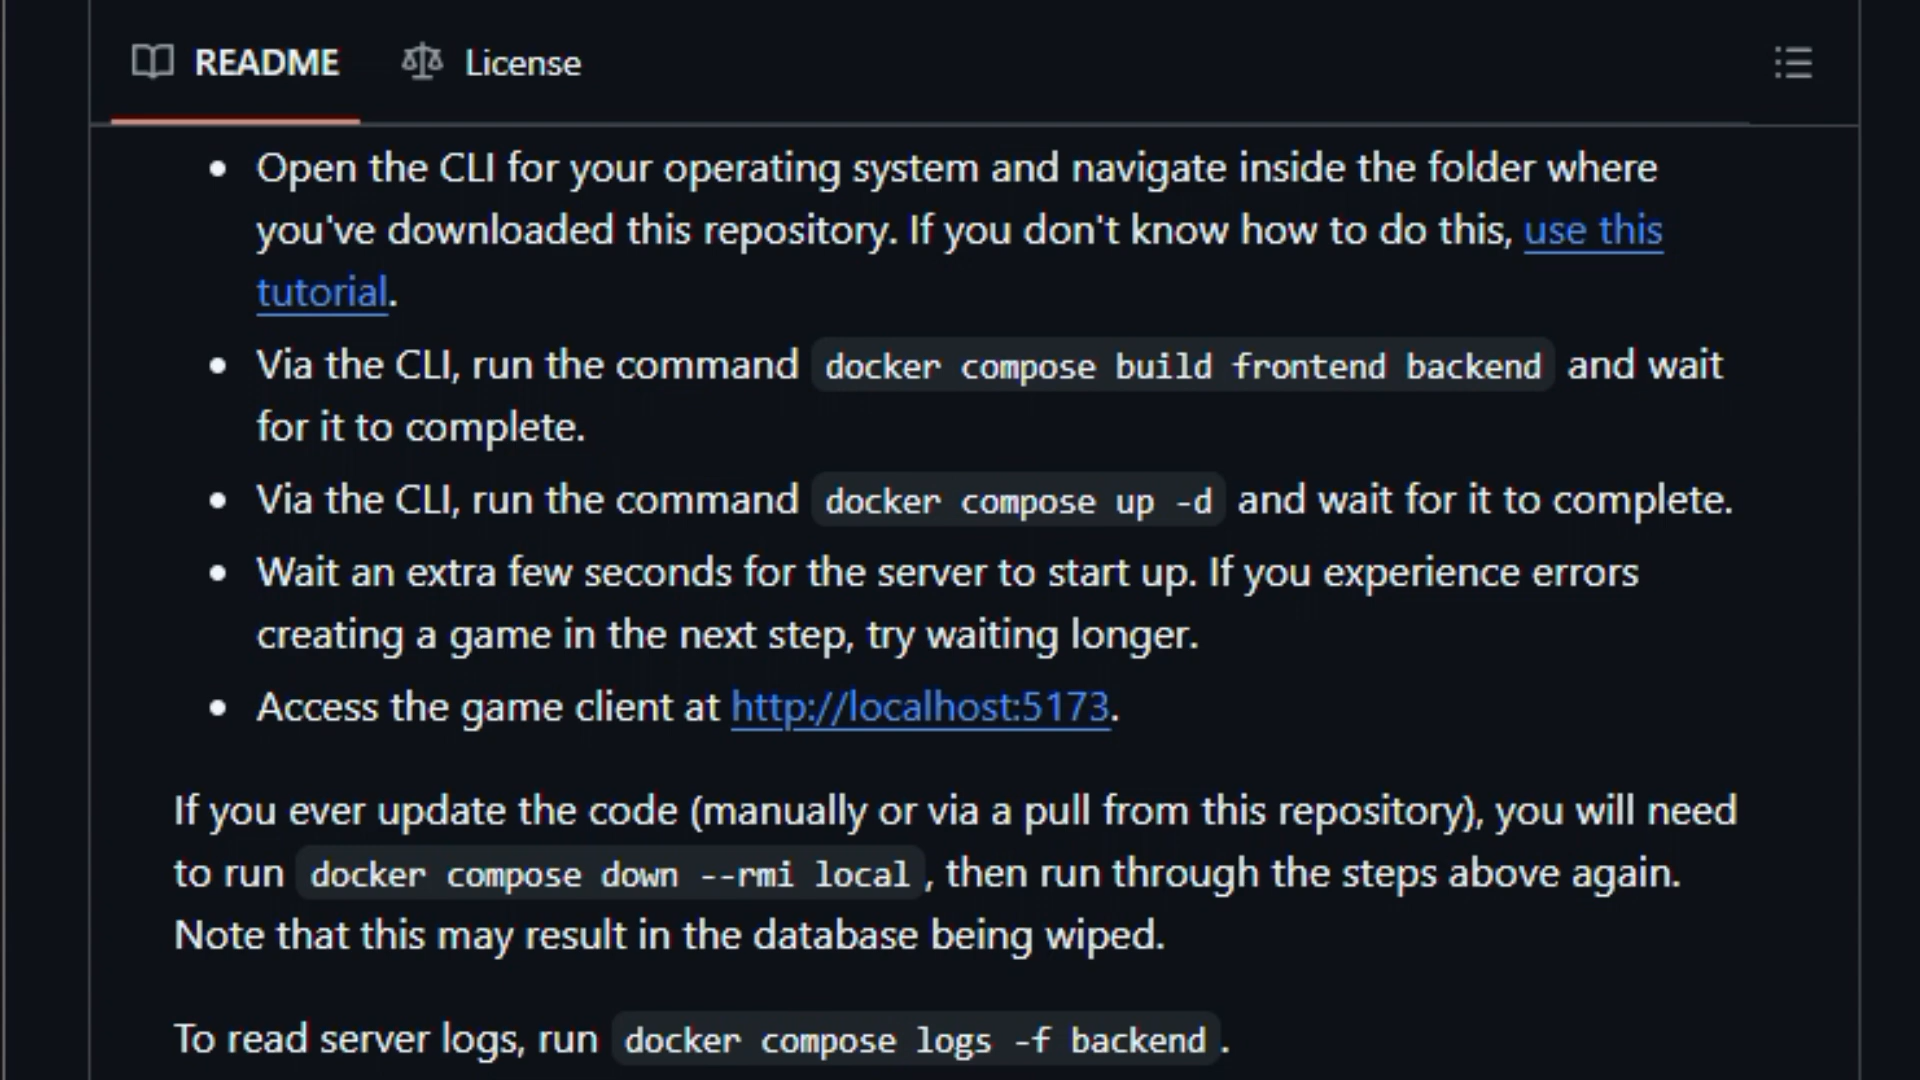 README License
Open the CLI for your operating system and navigate inside the folder where
you've downloaded this repository. If you don't know how to do this, use this
tutorial.
Via the CLI, run the command docker compose build frontend backend and wait
for it to complete.
Via the CLI, run the command docker compose up -d and wait for it to complete.
Wait an extra few seconds for the server to start up. If you experience errors
creating a game in the next step, try waiting longer.
Access the game client at http://localhost:5173.
If you ever update the code (manually or via a pull from this repository), you will need
to run docker compose down --rmi local, then run through the steps above again.
Note that this may result in the database being wiped.
To read server logs, run docker compose logs -f backend.